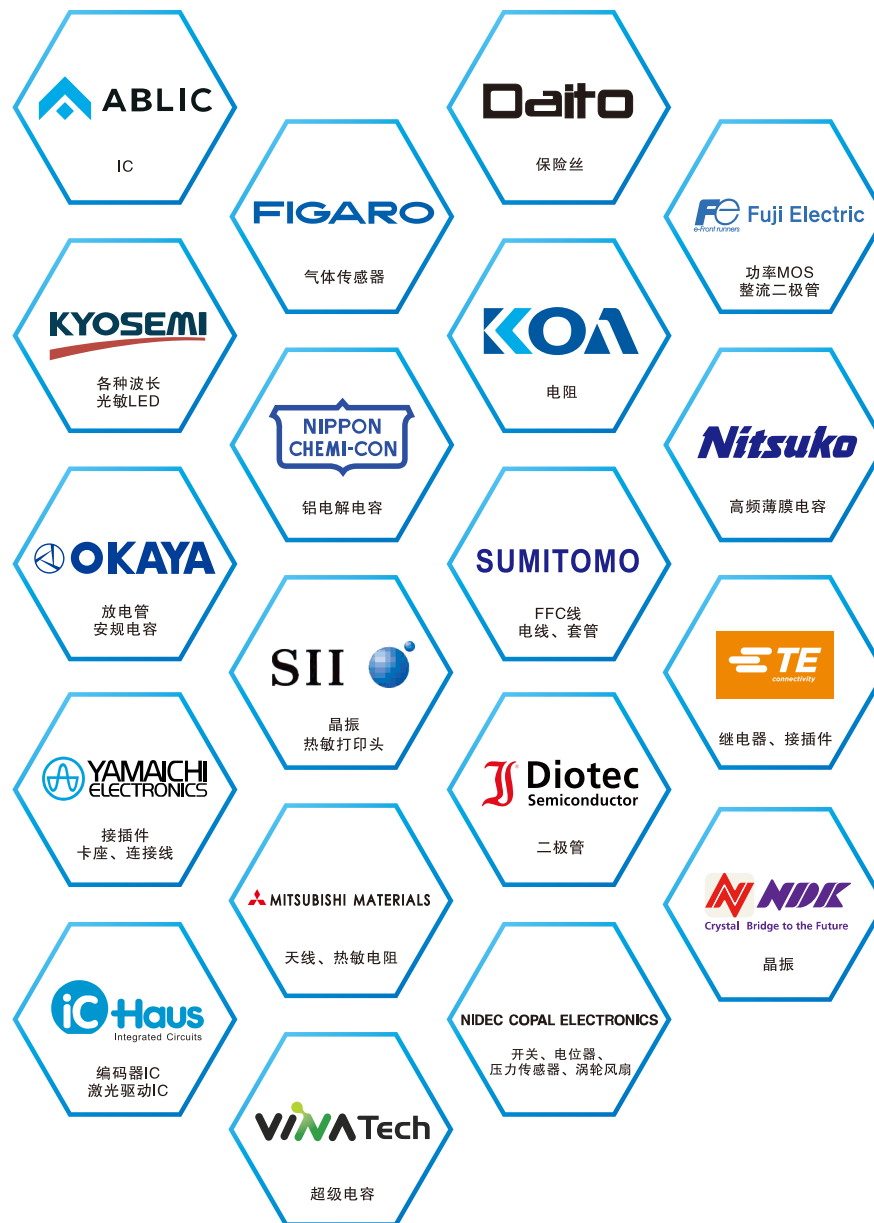 ABLIC
IC
Daito
保险丝
FIGARO
气体传感器
Fe Fuji Electric
e-Front runners
功率MOS
整流二极管
KYOSEMI
各种波长
光敏LED
KOA
电阻
NIPPON
CHEMI-CON
铝电解电容
Nitsuko
高频薄膜电容
OKAYA
放电管
安规电容
SUMITOMO
FFC线
电线、套管
SII
晶振
热敏打印头
TE
connectivity
继电器、接插件
YAMAICHI
ELECTRONICS
接插件
卡座、连接线
Diotec
Semiconductor
二极管
MITSUBISHI MATERIALS
天线、热敏电阻
NDK
Crystal Bridge to the Future
晶振
iC Haus
Integrated Circuits
编码器IC
激光驱动IC
NIDEC COPAL ELECTRONICS
开关、电位器、
压力传感器、涡轮风扇
VINATech
超级电容